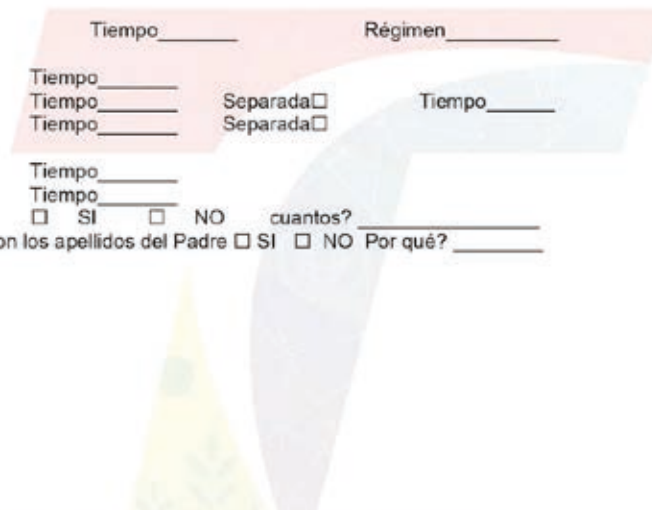 Tiempo_______ Régimen__________
Tiempo_______
Tiempo_______ Separada☐ Tiempo______
Tiempo_______ Separada☐
Tiempo_______
Tiempo_______
☐ SI ☐ NO cuantos? ________________
on los apellidos del Padre ☐ SI ☐ NO Por qué? ________